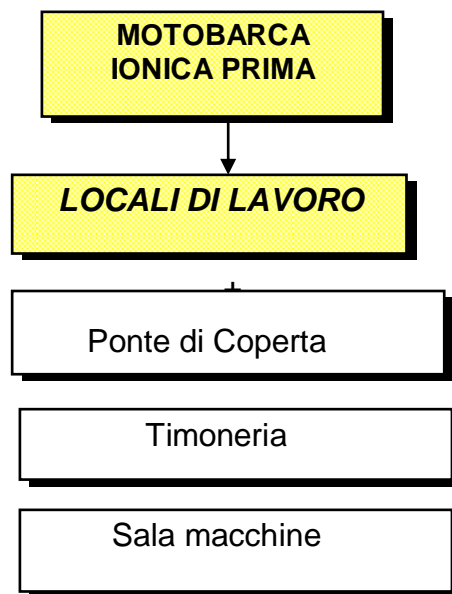 MOTOBARCA
IONICA PRIMA
LOCALI DI LAVORO
Ponte di Coperta
Timoneria
Sala macchine